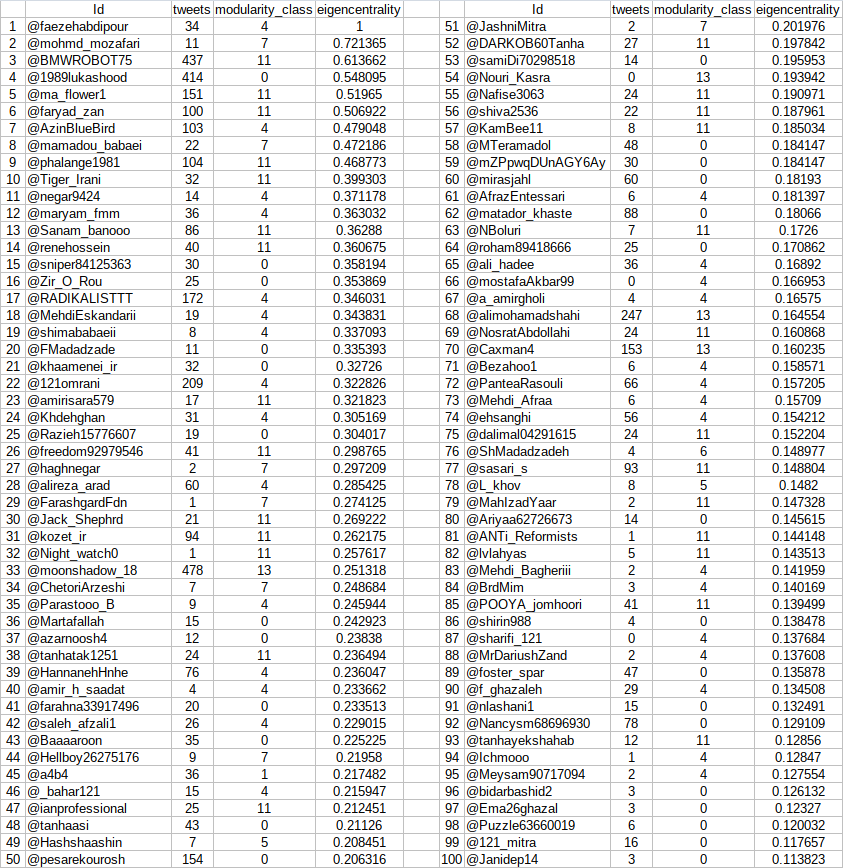 Id tweets modularity_class eigencentrality Id tweets modularity_class eigencentrality
1 @faezehabdipour 34 4 1 51 @JashniMitra 2 7 0.201976
2 @mohmd_mozafari 11 7 0.721365 52 @DARKOB60Tanha 27 11 0.197842
3 @BMWROBOT75 437 11 0.613662 53 @samiDi70298518 14 0 0.195953
4 @1989lukashood 414 0 0.548095 54 @Nouri_Kasra 0 13 0.193942
5 @ma_flower1 151 11 0.51965 55 @Nafise3063 24 11 0.190971
6 @faryad_zan 100 11 0.506922 56 @shiva2536 22 11 0.187961
7 @AzinBlueBird 103 4 0.479048 57 @KamBee11 8 11 0.185034
8 @mamadou_babaei 22 7 0.472186 58 @MTeramadol 48 0 0.184147
9 @phalange1981 104 11 0.468773 59 @mZPpwqDUnAGY6Ay 30 0 0.184147
10 @Tiger_Irani 32 11 0.399303 60 @mirasjahl 60 0 0.18193
11 @negar9424 14 4 0.371178 61 @AfrazEntessari 6 4 0.181397
12 @maryam_fmm 36 4 0.363032 62 @matador_khaste 88 0 0.18066
13 @Sanam_banooo 86 11 0.36288 63 @NBoluri 7 11 0.1726
14 @renehossein 40 11 0.360675 64 @roham89418666 25 0 0.170862
15 @sniper84125363 30 0 0.358194 65 @ali_hadee 36 4 0.16892
16 @Zir_O_Rou 25 0 0.353869 66 @mostafaAkbar99 0 4 0.166953
17 @RADIKALISTTT 172 4 0.346031 67 @a_amirgholi 4 4 0.16575
18 @MehdiEskandarii 19 4 0.343831 68 @alimohamadshahi 247 13 0.164554
19 @shimababaeii 8 4 0.337093 69 @NosratAbdollahi 24 11 0.160868
20 @FMadadzade 11 0 0.335393 70 @Caxman4 153 13 0.160235
21 @khaamenei_ir 32 0 0.32726 71 @Bezahoo1 6 4 0.158571
22 @121omrani 209 4 0.322826 72 @PanteaRasouli 66 4 0.157205
23 @amirisara579 17 11 0.321823 73 @Mehdi_Afraa 6 4 0.15709
24 @Khdehghan 31 4 0.305169 74 @ehsanghi 56 4 0.154212
25 @Razieh15776607 19 0 0.304017 75 @dalimal04291615 24 11 0.152204
26 @freedom92979546 41 11 0.298765 76 @ShMadadzadeh 4 6 0.148977
27 @haghnegar 2 7 0.297209 77 @sasari_s 93 11 0.148804
28 @alireza_arad 60 4 0.285425 78 @L_khov 8 5 0.1482
29 @FarashgardFdn 1 7 0.274125 79 @MahIzadYaar 2 11 0.147328
30 @Jack_Shephrd 21 11 0.269222 80 @Ariyaa62726673 14 0 0.145615
31 @kozet_ir 94 11 0.262175 81 @ANTi_Reformists 1 11 0.144148
32 @Night_watch0 1 11 0.257617 82 @lvlahyas 5 11 0.143513
33 @moonshadow_18 478 13 0.251318 83 @Mehdi_Bagheriii 2 4 0.141959
34 @ChetoriArzeshi 7 7 0.248684 84 @BrdMim 3 4 0.140169
35 @Parastooo_B 9 4 0.245944 85 @POOYA_jomhoori 41 11 0.139499
36 @Martafallah 15 0 0.242923 86 @shirin988 4 0 0.138478
37 @azarnoosh4 12 0 0.23838 87 @sharifi_121 0 4 0.137684
38 @tanhatak1251 24 11 0.236494 88 @MrDariushZand 2 4 0.137608
39 @HannanehHnhe 76 4 0.236047 89 @foster_spar 47 0 0.135878
40 @amir_h_saadat 4 4 0.233662 90 @f_ghazaleh 29 4 0.134508
41 @farahna33917496 20 0 0.233513 91 @nlashani1 15 0 0.132491
42 @saleh_afzali1 26 4 0.229015 92 @Nancysm68696930 78 0 0.129109
43 @Baaaaroon 35 0 0.225225 93 @tanhayekshahab 12 11 0.12856
44 @Hellboy26275176 9 7 0.21958 94 @Ichmooo 1 4 0.12847
45 @a4b4 36 1 0.217482 95 @Meysam90717094 2 4 0.127554
46 @_bahar121 15 4 0.215947 96 @bidarbashid2 3 0 0.126132
47 @ianprofessional 25 11 0.212451 97 @Ema26ghazal 3 0 0.12327
48 @tanhaasi 43 0 0.21126 98 @Puzzle63660019 6 0 0.120032
49 @Hashshaashin 7 5 0.208451 99 @121_mitra 16 0 0.117657
50 @pesarekourosh 154 0 0.206316 100 @Janidep14 3 0 0.113823